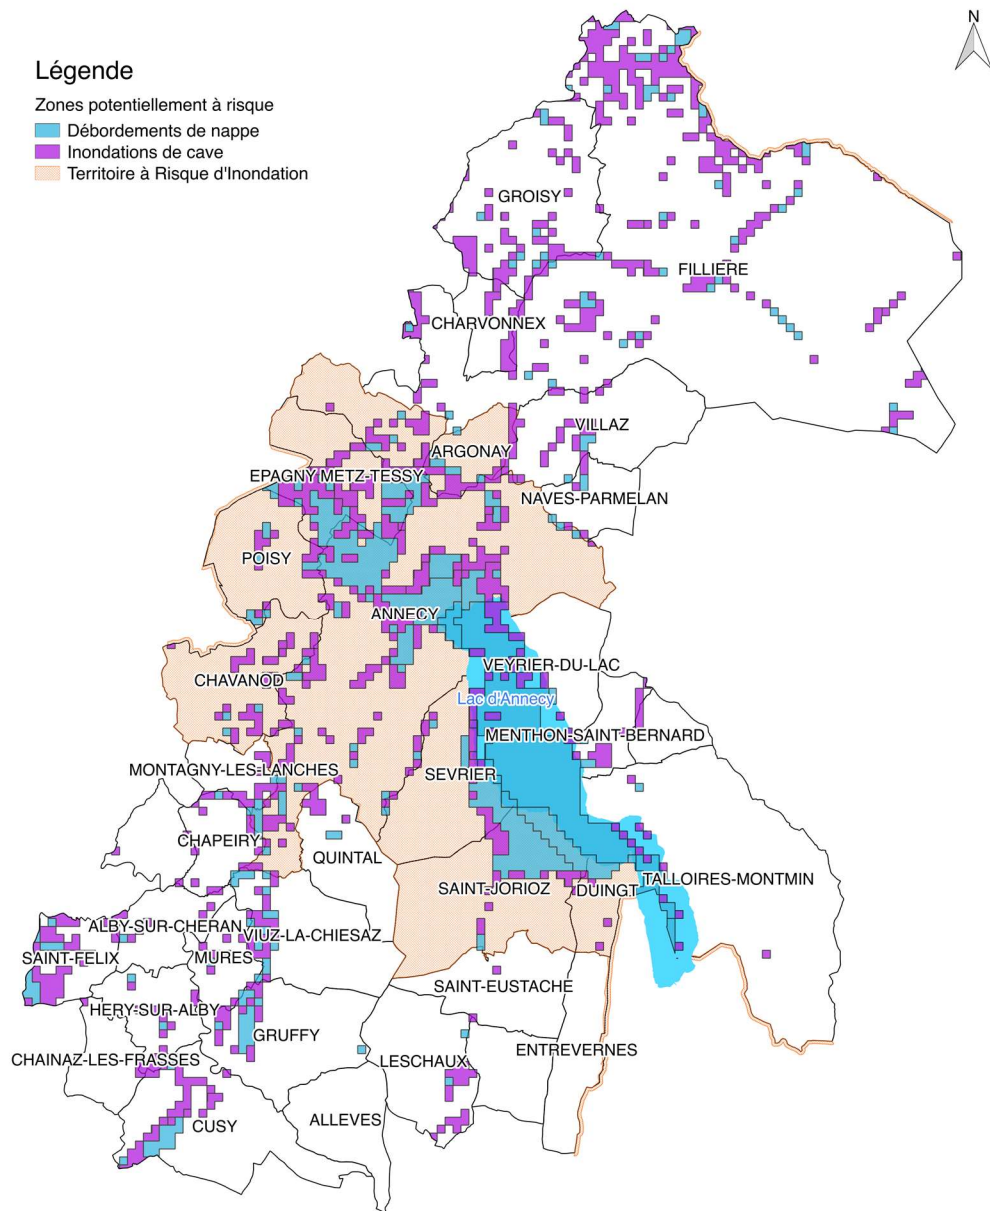 N
Légende
Zones potentiellement à risque
Débordements de nappe
Inondations de cave
Territoire à Risque d'Inondation
GROISY
FILLIERE
CHARVONNEX
VILLAZ
ARGONAY
EPAGNY METZ-TESSY
NAVES-PARMELAN
POISY
ANNECY
VEYRIER-DU-LAC
CHAVANOD
Lac d'Annecy
MENTHON-SAINT-BERNARD
MONTAGNY-LES-LANCHES
SEVRIER
CHAPEIRY
QUINTAL
SAINT-JORIOZ
DUINGT
TALLOIRES-MONTMIN
ALBY-SUR-CHERAN
VIUZ-LA-CHIESAZ
SAINT-FELIX
MURES
SAINT-EUSTACHE
HERY-SUR-ALBY
GRUFFY
ENTREVERNES
CHAINAZ-LES-FRASSES
LESCHAUX
ALLEVES
CUSY